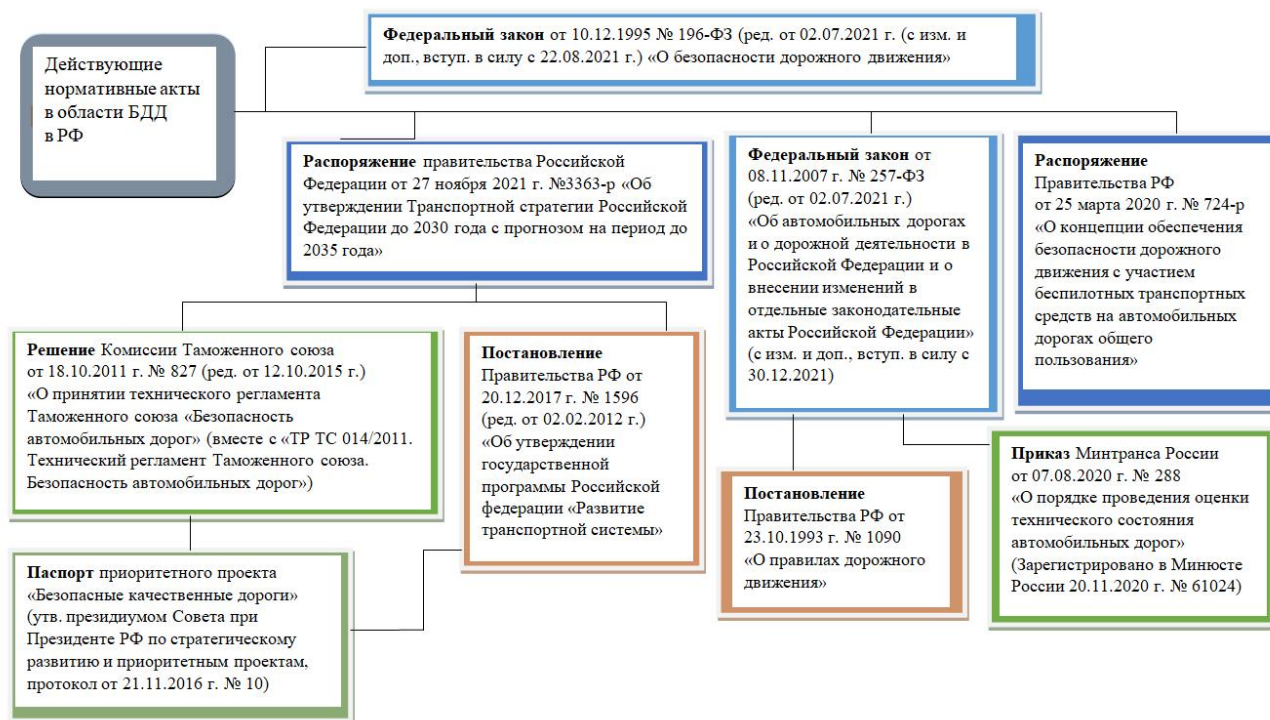 Действующие
нормативные акты
в области БДД
в РФ
Федеральный закон от 10.12.1995 № 196-ФЗ (ред. от 02.07.2021 г. (с изм. и
доп., вступ. в силу с 22.08.2021 г.) «О безопасности дорожного движения»
Распоряжение правительства Российской
Федерации от 27 ноября 2021 г. №3363-р «Об
утверждении Транспортной стратегии Российской
Федерации до 2030 года с прогнозом на период до
2035 года»
Федеральный закон от
08.11.2007 г. № 257-ФЗ
(ред. от 02.07.2021 г.)
«Об автомобильных дорогах
и о дорожной деятельности в
Российской Федерации и о
внесении изменений в
отдельные законодательные
акты Российской Федерации»
(с изм. и доп., вступ. в силу с
30.12.2021)
Распоряжение
Правительства РФ
от 25 марта 2020 г. № 724-р
«О концепции обеспечения
безопасности дорожного
движения с участием
беспилотных транспортных
средств на автомобильных
дорогах общего
пользования»
Решение Комиссии Таможенного союза
от 18.10.2011 г. № 827 (ред. от 12.10.2015 г.)
«О принятии технического регламента
Таможенного союза «Безопасность
автомобильных дорог» (вместе с «ТР ТС 014/2011.
Технический регламент Таможенного союза.
Безопасность автомобильных дорог»)
Постановление
Правительства РФ от
20.12.2017 г. № 1596
(ред. от 02.02.2012 г.)
«Об утверждении
государственной
программы Российской
федерации «Развитие
транспортной системы»
Постановление
Правительства РФ от
23.10.1993 г. № 1090
«О правилах дорожного
движения»
Приказ Минтранса России
от 07.08.2020 г. № 288
«О порядке проведения оценки
технического состояния
автомобильных дорог»
(Зарегистрировано в Минюсте
России 20.11.2020 г. № 61024)
Паспорт приоритетного проекта
«Безопасные качественные дороги»
(утв. президиумом Совета при
Президенте РФ по стратегическому
развитию и приоритетным проектам,
протокол от 21.11.2016 г. № 10)